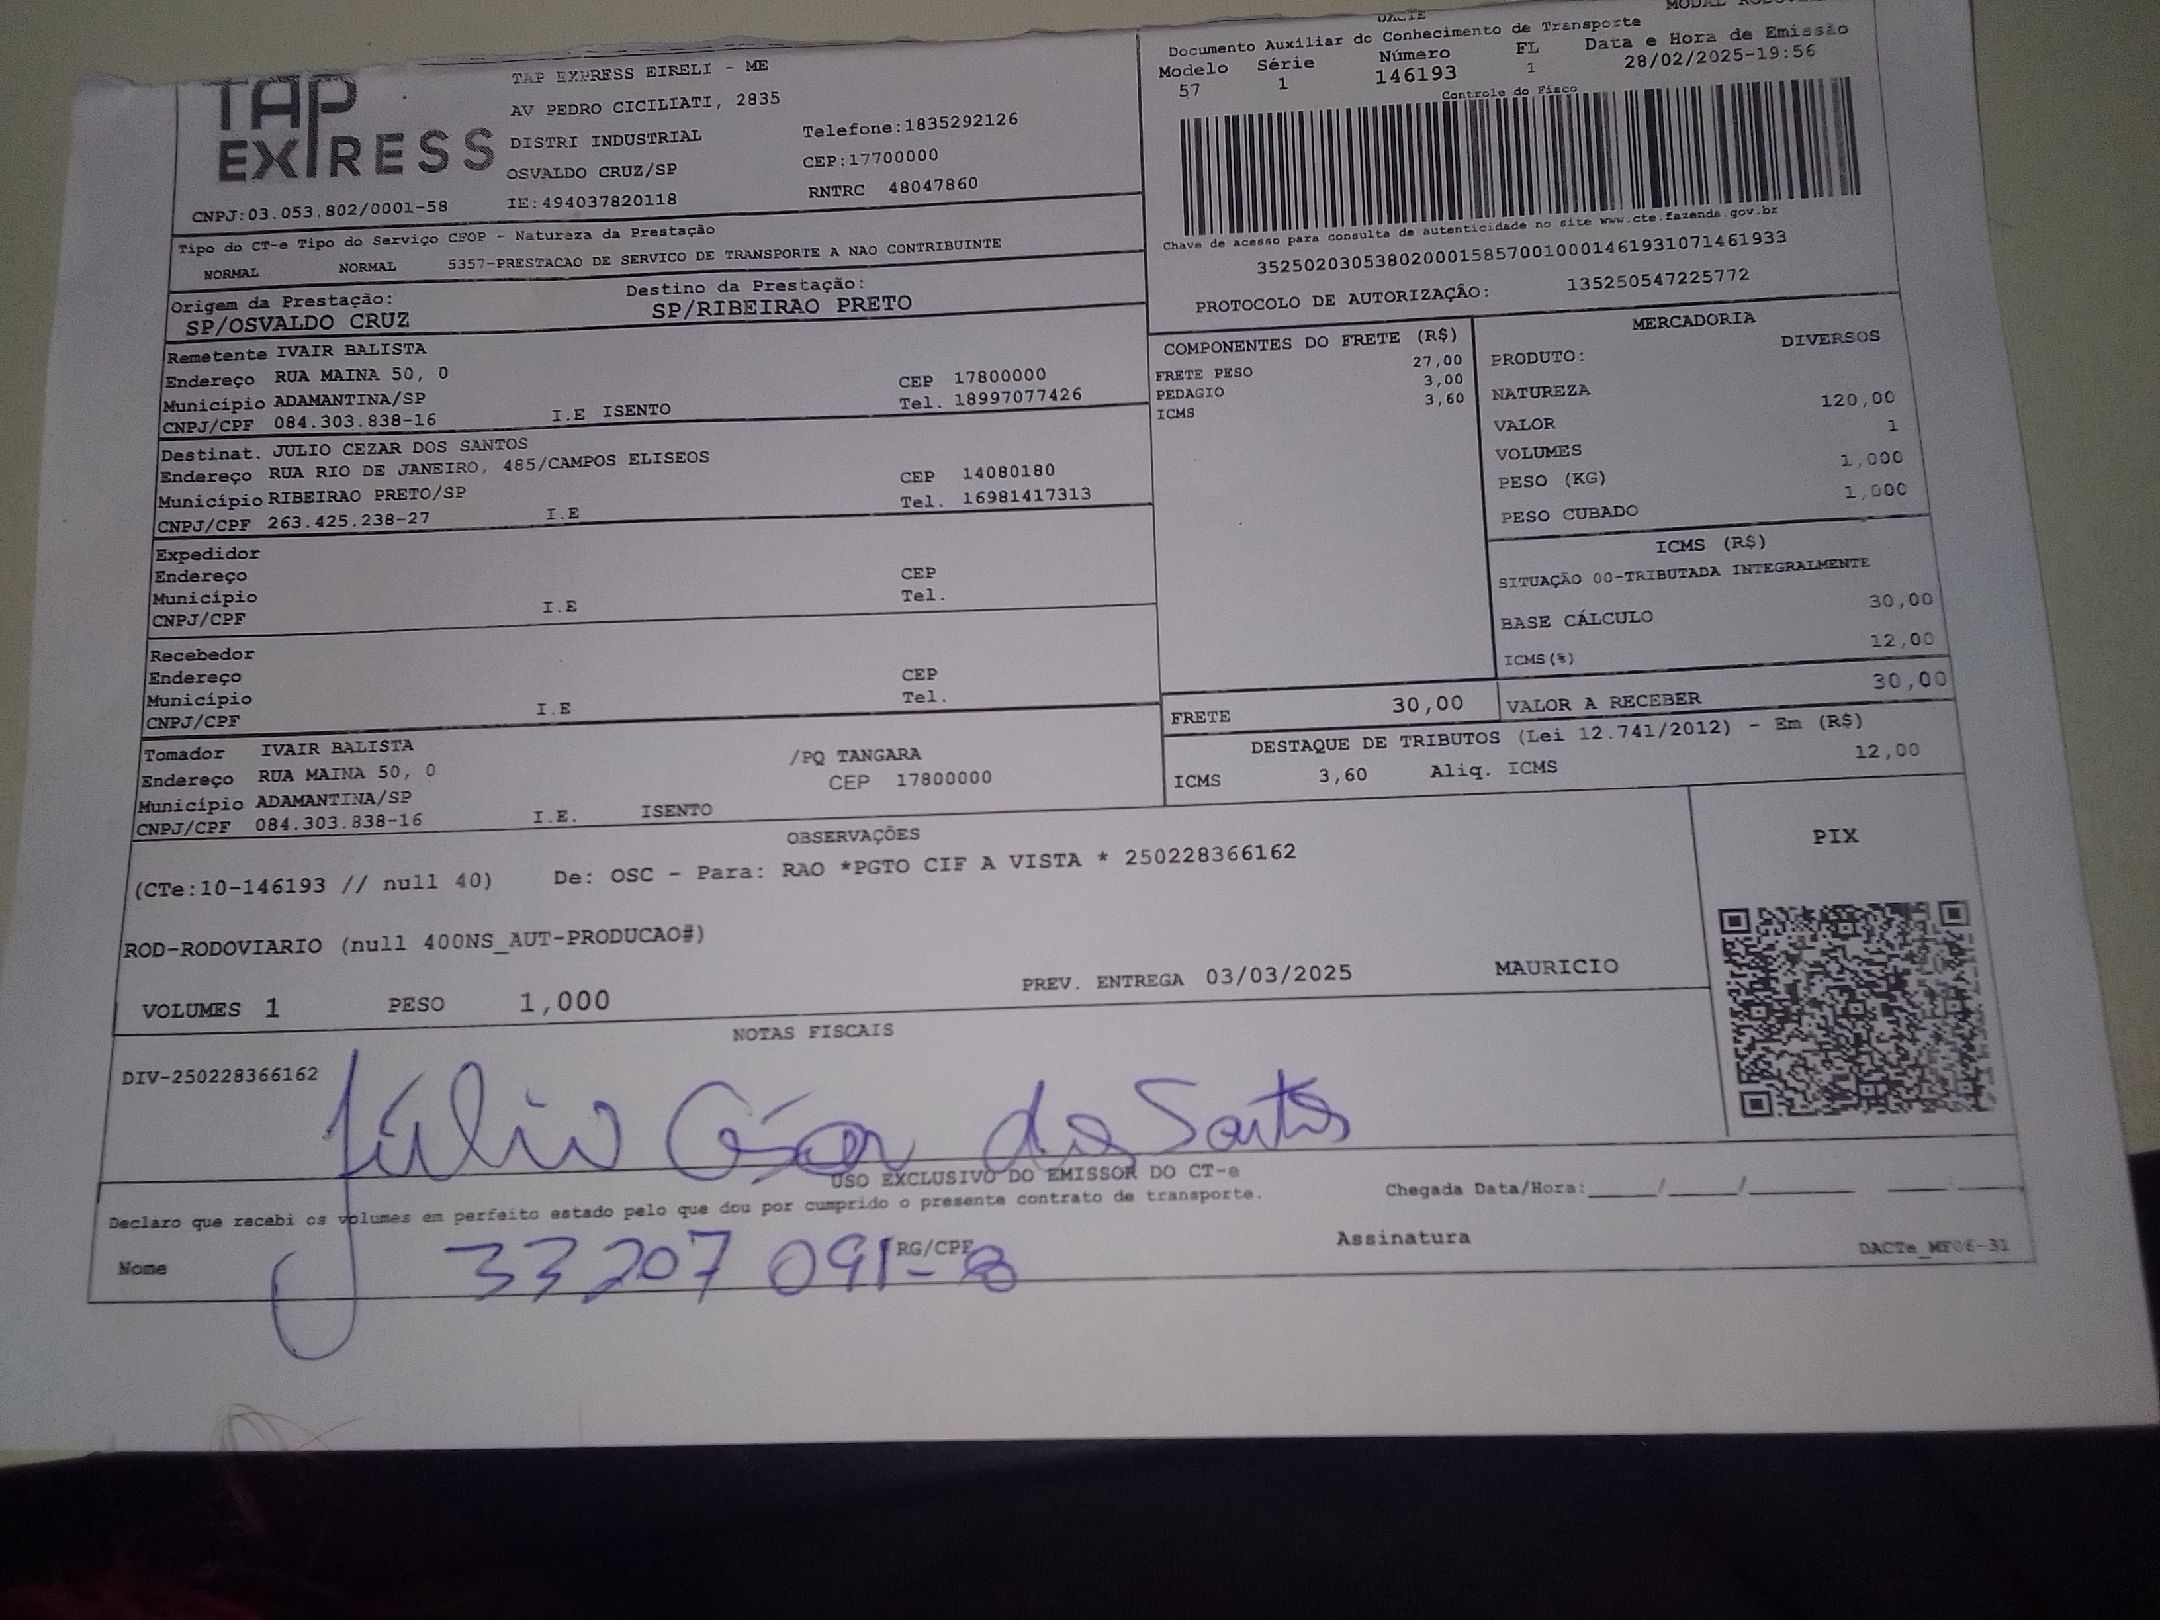 TAP EXPRESS
TAP EXPRESS EIRELI - ME
AV PEDRO CICILIATI, 2835
DISTRI INDUSTRIAL Telefone:1835292126
OSVALDO CRUZ/SP CEP:17700000
CNPJ:03.053.802/0001-58 IE:494037820118 RNTRC 48047860
DACTE
Documento Auxiliar do Conhecimento de Transporte
Modelo Série Número FL Data e Hora de Emissão
57 1 146193 1 28/02/2025-19:56
Controle do Fisco
Chave de acesso para consulta de autenticidade no site www.cte.fazenda.gov.br
35250203053802000158570010001461931071461933
PROTOCOLO DE AUTORIZAÇÃO: 135250547225772
Tipo do CT-e Tipo do Serviço CFOP - Natureza da Prestação
NORMAL NORMAL 5357-PRESTACAO DE SERVICO DE TRANSPORTE A NAO CONTRIBUINTE
Origem da Prestação: Destino da Prestação:
SP/OSVALDO CRUZ SP/RIBEIRAO PRETO
Remetente IVAIR BALISTA
Endereço RUA MAINA 50, 0 CEP 17800000
Município ADAMANTINA/SP Tel. 18997077426
CNPJ/CPF 084.303.838-16 I.E ISENTO
Destinat. JULIO CEZAR DOS SANTOS
Endereço RUA RIO DE JANEIRO, 485/CAMPOS ELISEOS CEP 14080180
Município RIBEIRAO PRETO/SP Tel. 16981417313
CNPJ/CPF 263.425.238-27 I.E
Expedidor
Endereço CEP
Município Tel.
CNPJ/CPF I.E
Recebedor
Endereço CEP
Município Tel.
CNPJ/CPF I.E
Tomador IVAIR BALISTA /PQ TANGARA
Endereço RUA MAINA 50, 0 CEP 17800000
Município ADAMANTINA/SP
CNPJ/CPF 084.303.838-16 I.E. ISENTO
COMPONENTES DO FRETE (R$)
FRETE PESO 27,00
PEDAGIO 3,00
ICMS 3,60
MERCADORIA
PRODUTO: DIVERSOS
NATUREZA
VALOR 120,00
VOLUMES 1
PESO (KG) 1,000
PESO CUBADO 1,000
ICMS (R$)
SITUAÇÃO 00-TRIBUTADA INTEGRALMENTE
BASE CÁLCULO 30,00
ICMS(%) 12,00
FRETE 30,00 VALOR A RECEBER 30,00
DESTAQUE DE TRIBUTOS (Lei 12.741/2012) - Em (R$)
ICMS 3,60 Aliq. ICMS 12,00
OBSERVAÇÕES
(CTe:10-146193 // null 40) De: OSC - Para: RAO *PGTO CIF A VISTA * 250228366162
ROD-RODOVIARIO (null 400NS_AUT-PRODUCAO#)
VOLUMES 1 PESO 1,000 PREV. ENTREGA 03/03/2025 MAURICIO
PIX
NOTAS FISCAIS
DIV-250228366162
Júlio César dos Santos
USO EXCLUSIVO DO EMISSOR DO CT-e
Declaro que recebi os volumes em perfeito estado pelo que dou por cumprido o presente contrato de transporte. Chegada Data/Hora:_____/_____/_______ ____:____
Nome RG/CPF Assinatura DACTe_MF06-31
33207091-8